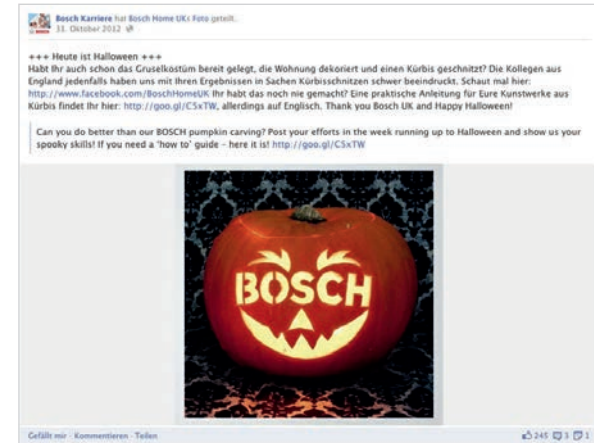 Bosch Karriere hat Bosch Home UKs Foto geteilt.
31. Oktober 2012
+++ Heute ist Halloween +++
Habt Ihr auch schon das Gruselkostüm bereit gelegt, die Wohnung dekoriert und einen Kürbis geschnitzt? Die Kollegen aus
England jedenfalls haben uns mit Ihren Ergebnissen in Sachen Kürbisschnitzen schwer beeindruckt. Schaut mal hier:
http://www.facebook.com/BoschHomeUK Ihr habt das noch nie gemacht? Eine praktische Anleitung für Eure Kunstwerke aus
Kürbis findet Ihr hier: http://goo.gl/C5xTW, allerdings auf Englisch. Thank you Bosch UK and Happy Halloween!
Can you do better than our BOSCH pumpkin carving? Post your efforts in the week running up to Halloween and show us your
spooky skills! If you need a 'how to' guide – here it is! http://goo.gl/C5xTW
BOSCH
Gefällt mir · Kommentieren · Teilen 245 3 1